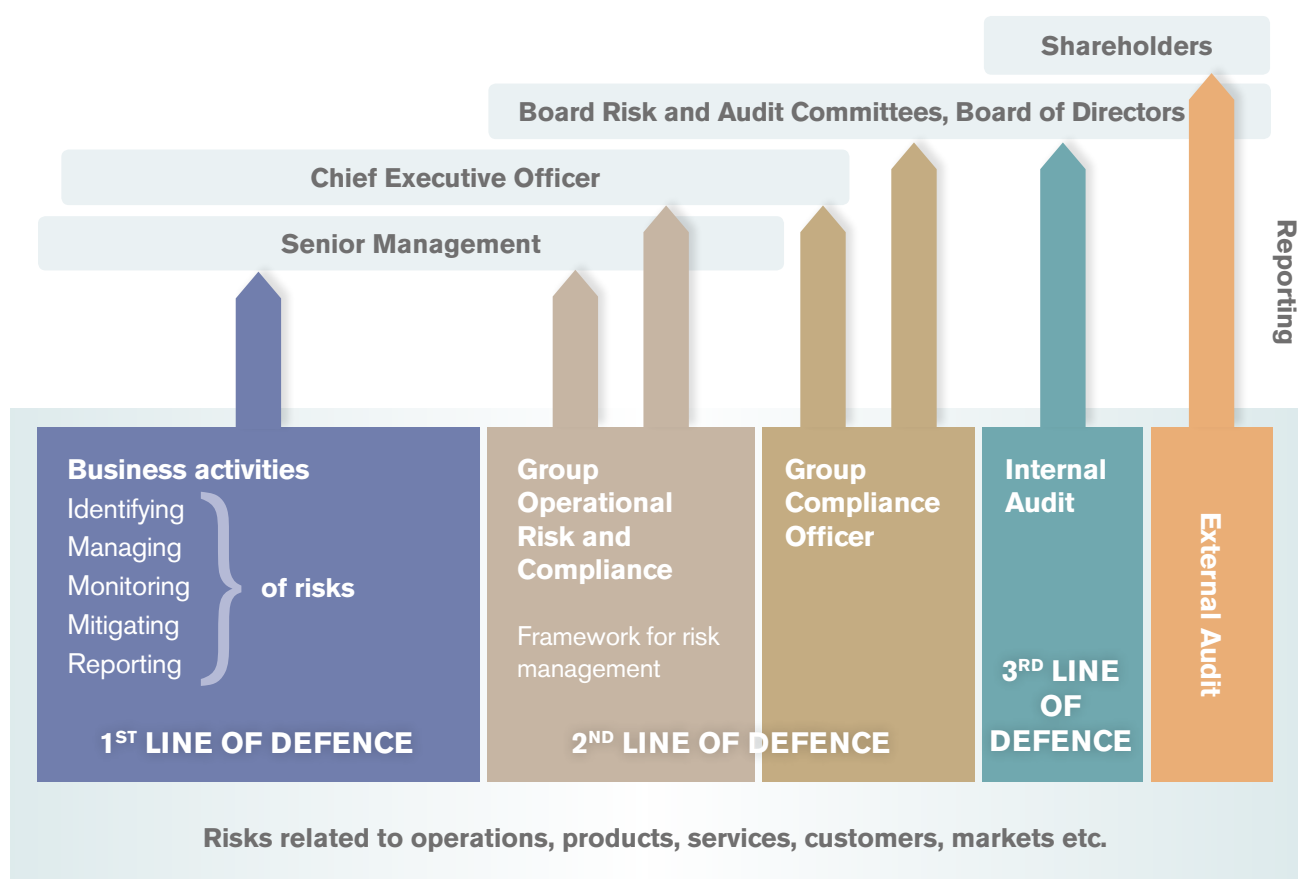 Shareholders
Board Risk and Audit Committees, Board of Directors
Chief Executive Officer
Senior Management
Reporting
Business activities
Identifying
Managing
Monitoring
Mitigating
Reporting
of risks
1ST LINE OF DEFENCE
Group
Operational
Risk and
Compliance
Framework for risk
management
Group
Compliance
Officer
2ND LINE OF DEFENCE
Internal
Audit
3RD LINE
OF
DEFENCE
External Audit
Risks related to operations, products, services, customers, markets etc.